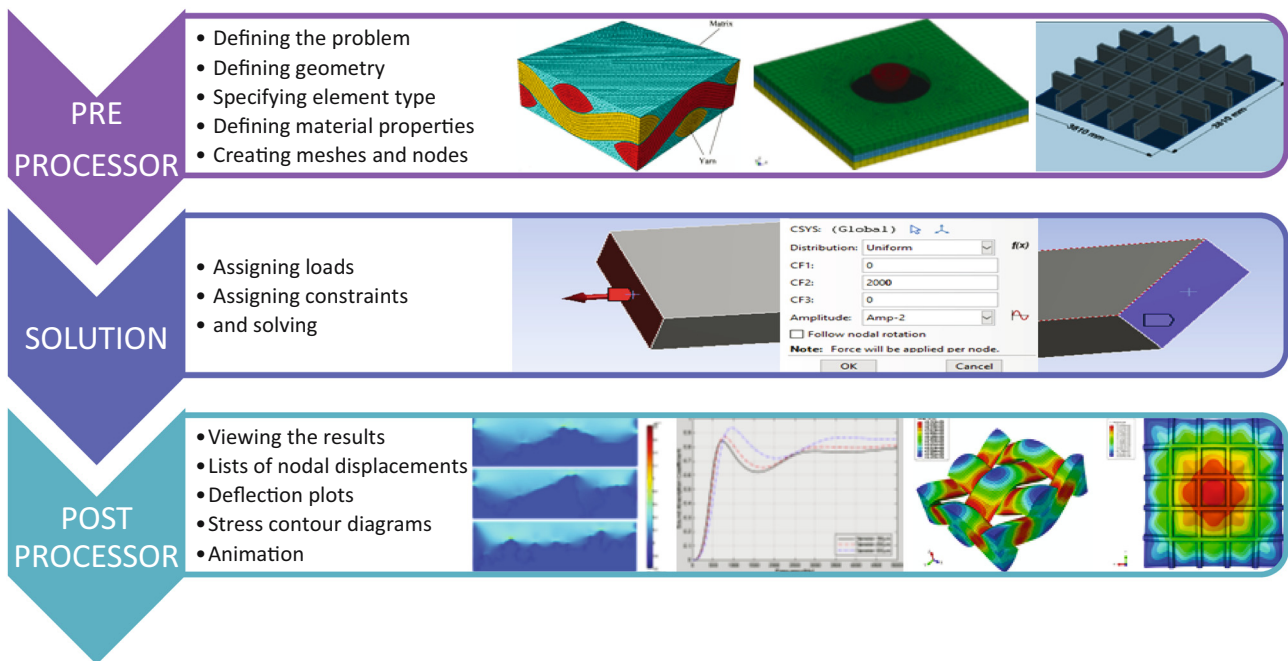 PRE
PROCESSOR
• Defining the problem
• Defining geometry
• Specifying element type
• Defining material properties
• Creating meshes and nodes
Matrix
Yarn
3810 mm
3810 mm
SOLUTION
• Assigning loads
• Assigning constraints
• and solving
CSYS: (Global)
Distribution: Uniform f(x)
CF1: 0
CF2: 2000
CF3: 0
Amplitude: Amp-2
Follow nodal rotation
Note: Force will be applied per node.
OK Cancel
POST
PROCESSOR
•Viewing the results
•Lists of nodal displacements
•Deflection plots
•Stress contour diagrams
•Animation